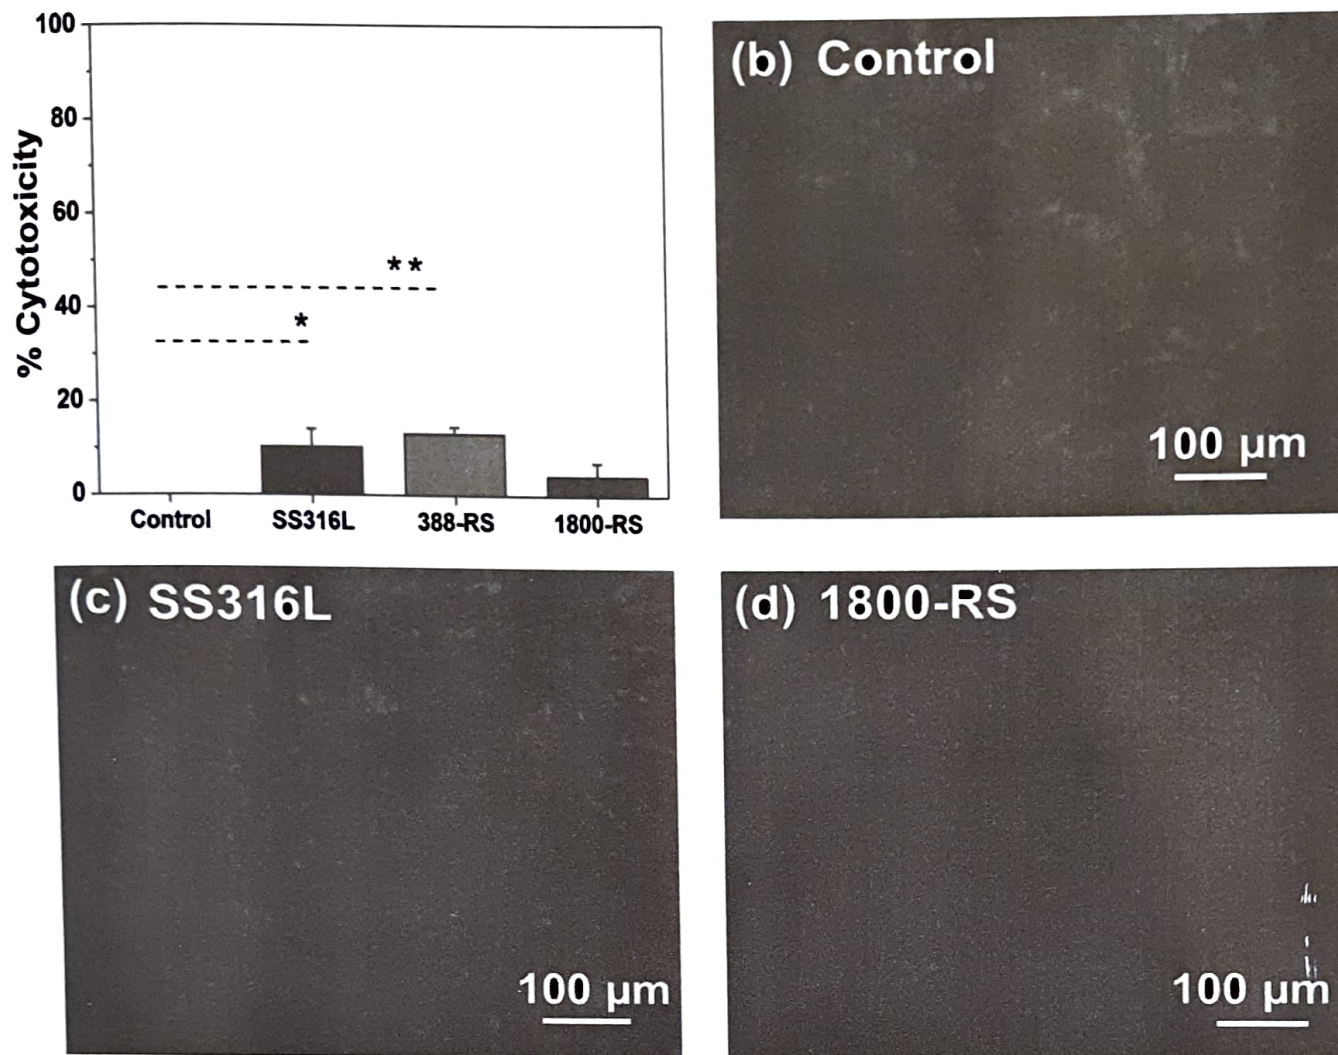 100
80
60
40
20
0
% Cytotoxicity
**
*
Control SS316L 388-RS 1800-RS
(b) Control
100 µm
(c) SS316L
100 µm
(d) 1800-RS
100 µm